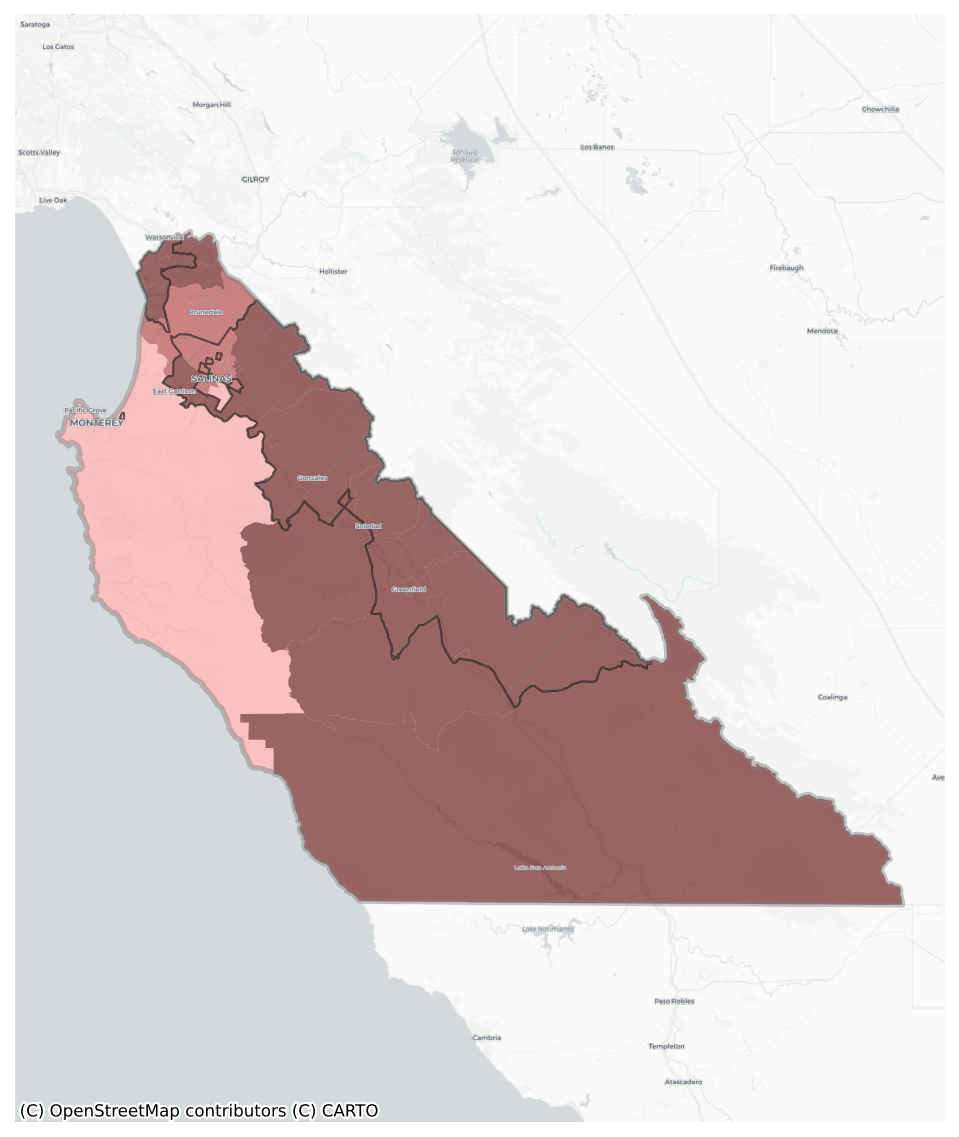 Saratoga
Los Gatos
Morgan Hill
Chowchilla
Scotts Valley
San Luis
Reservoir
Los Banos
GILROY
Live Oak
Watsonville
Hollister
Firebaugh
Prunedale
Mendota
SALINAS
East Garrison
Pacific Grove
MONTEREY
Gonzales
Soledad
Greenfield
Coalinga
Ave
Lake San Antonio
Lake Nacimiento
Paso Robles
Cambria
Templeton
Atascadero
(C) OpenStreetMap contributors (C) CARTO